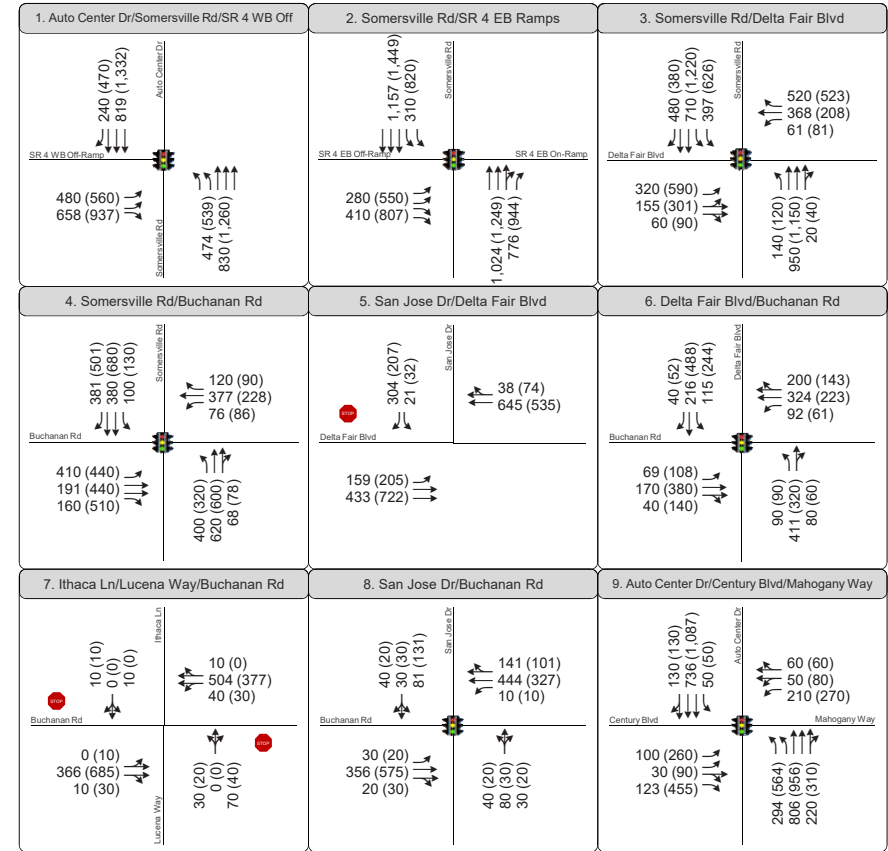 1. Auto Center Dr/Somersville Rd/SR 4 WB Off
240 (470)
819 (1,332)
Auto Center Dr
SR 4 WB Off-Ramp
480 (560)
658 (937)
Somersville Rd
474 (539)
830 (1,260)
2. Somersville Rd/SR 4 EB Ramps
1,157 (1,449)
310 (820)
Somersville Rd
SR 4 EB Off-Ramp
SR 4 EB On-Ramp
280 (550)
410 (807)
1,024 (1,249)
776 (944)
3. Somersville Rd/Delta Fair Blvd
480 (380)
710 (1,220)
397 (626)
Somersville Rd
520 (523)
368 (208)
61 (81)
Delta Fair Blvd
320 (590)
155 (301)
60 (90)
140 (120)
950 (1,150)
20 (40)
4. Somersville Rd/Buchanan Rd
381 (501)
380 (680)
100 (130)
Somersville Rd
120 (90)
377 (228)
76 (86)
Buchanan Rd
410 (440)
191 (440)
160 (510)
400 (320)
620 (600)
68 (78)
5. San Jose Dr/Delta Fair Blvd
304 (207)
21 (32)
San Jose Dr
38 (74)
645 (535)
STOP
Delta Fair Blvd
159 (205)
433 (722)
6. Delta Fair Blvd/Buchanan Rd
40 (52)
216 (488)
115 (244)
Delta Fair Blvd
200 (143)
324 (223)
92 (61)
Buchanan Rd
69 (108)
170 (380)
40 (140)
90 (90)
411 (320)
80 (60)
7. Ithaca Ln/Lucena Way/Buchanan Rd
10 (10)
0 (0)
10 (0)
Ithaca Ln
10 (0)
504 (377)
40 (30)
STOP
Buchanan Rd
0 (10)
366 (685)
10 (30)
Lucena Way
30 (20)
0 (0)
70 (40)
STOP
8. San Jose Dr/Buchanan Rd
40 (20)
30 (30)
81 (131)
San Jose Dr
141 (101)
444 (327)
10 (10)
Buchanan Rd
30 (20)
356 (575)
20 (30)
40 (20)
80 (30)
30 (20)
9. Auto Center Dr/Century Blvd/Mahogany Way
130 (130)
736 (1,087)
50 (50)
Auto Center Dr
60 (60)
50 (80)
210 (270)
Century Blvd
Mahogany Way
100 (260)
30 (90)
123 (455)
294 (564)
806 (956)
220 (310)